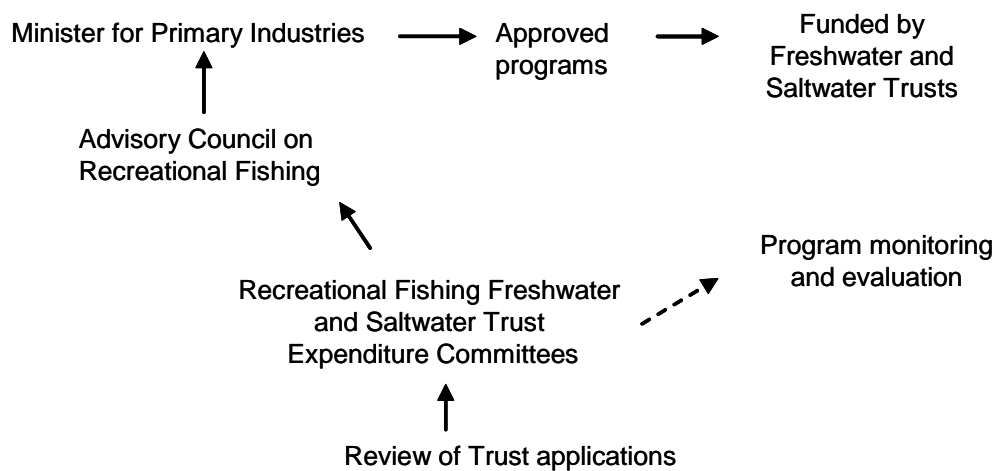 Minister for Primary Industries
Approved
programs
Funded by
Freshwater and
Saltwater Trusts
Advisory Council on
Recreational Fishing
Program monitoring
and evaluation
Recreational Fishing Freshwater
and Saltwater Trust
Expenditure Committees
Review of Trust applications